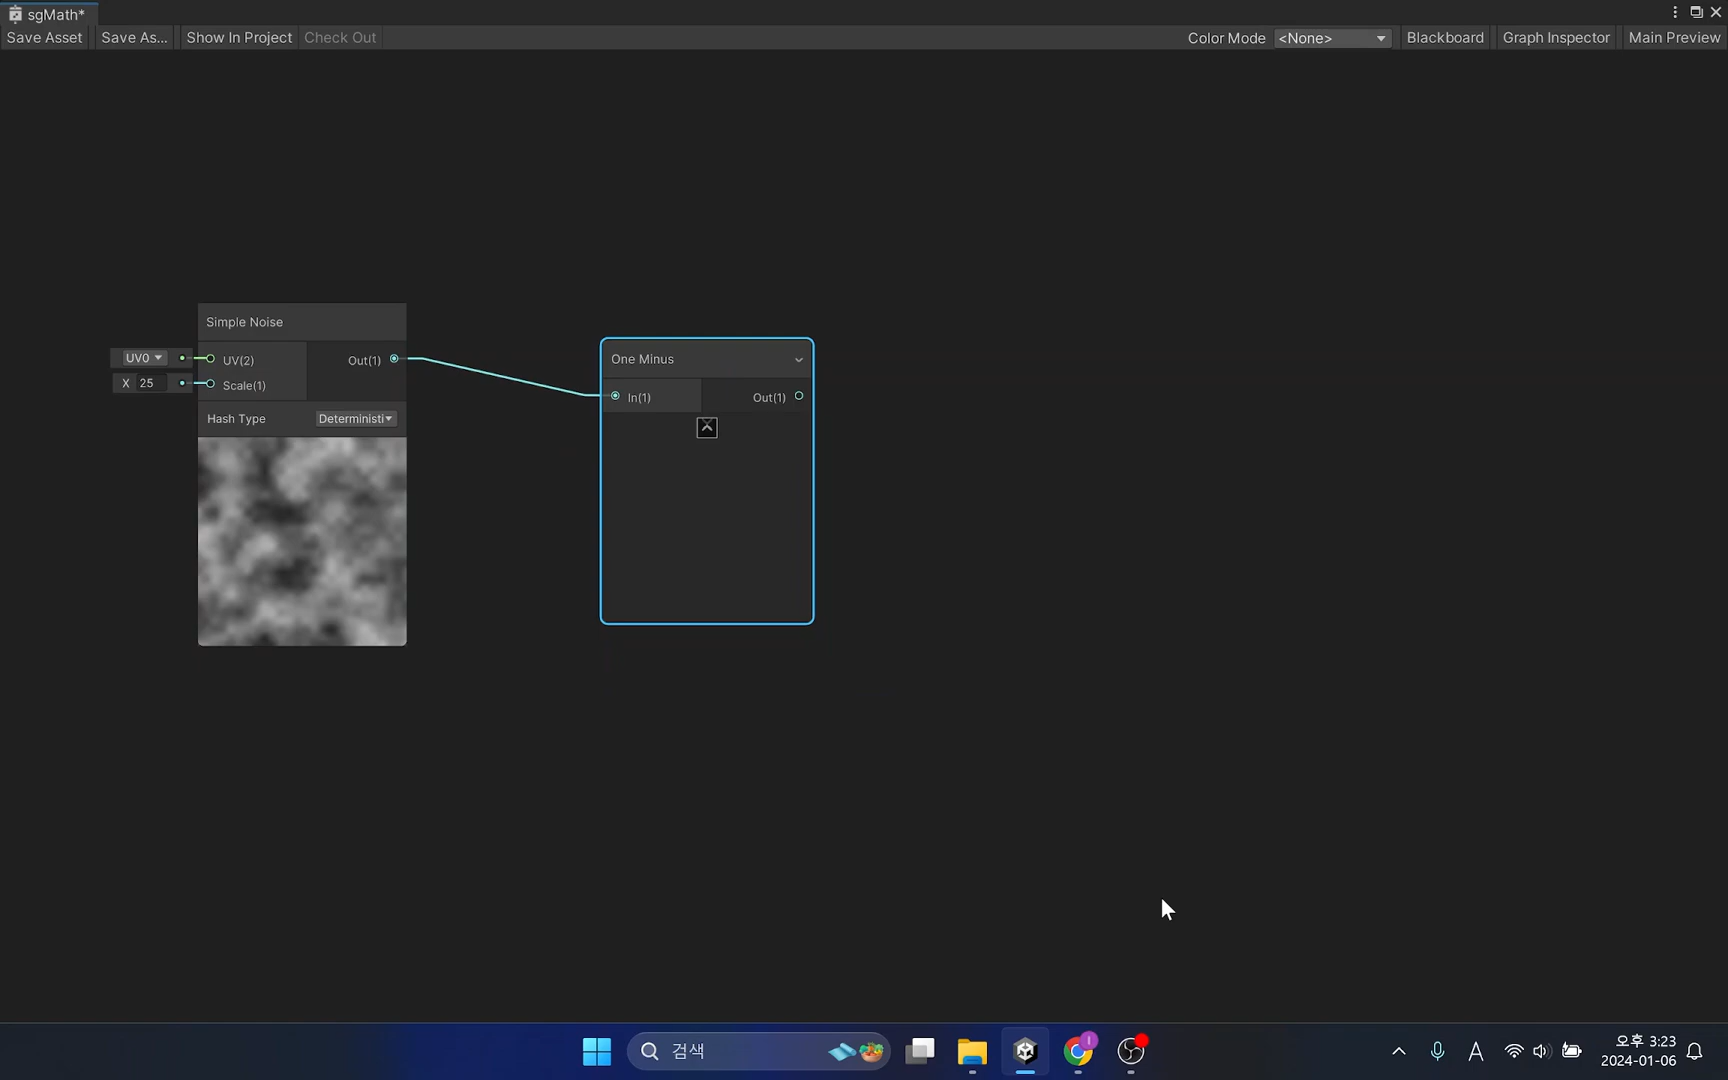 sgMath*
Save Asset Save As... Show In Project Check Out Color Mode <None> Blackboard Graph Inspector Main Preview
Simple Noise
UV0 UV(2) Out(1)
X 25 Scale(1)
Hash Type Deterministi
One Minus
In(1) Out(1)
검색
A
오후 3:23
2024-01-06